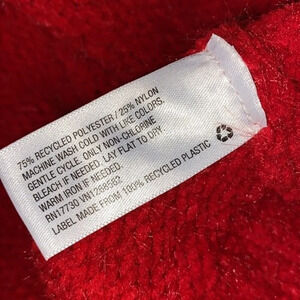 75% RECYCLED POLYESTER / 25% NYLON
MACHINE WASH COLD WITH LIKE COLORS.
GENTLE CYCLE. ONLY NON-CHLORINE
BLEACH IF NEEDED. LAY FLAT TO DRY.
WARM IRON IF NEEDED.
RN17730 VN1268582
LABEL MADE FROM 100% RECYCLED PLASTIC